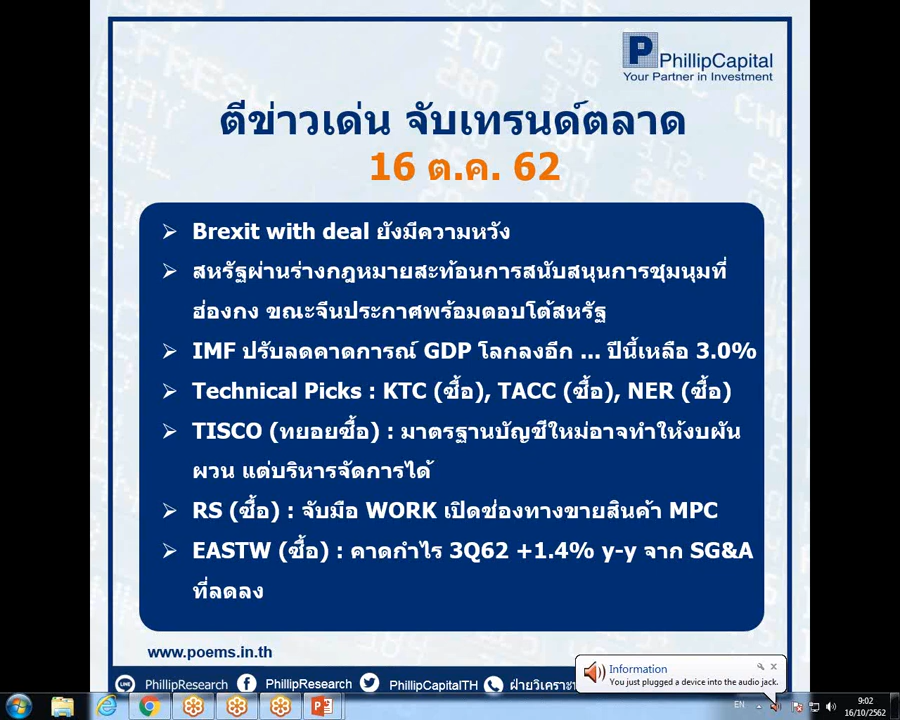 P PhillipCapital
Your Partner in Investment
ตีข่าวเด่น จับเทรนด์ตลาด
16 ต.ค. 62
Brexit with deal ยังมีความหวัง
สหรัฐผ่านร่างกฎหมายสะท้อนการสนับสนุนการชุมนุมที่
ฮ่องกง ขณะจีนประกาศพร้อมตอบโต้สหรัฐ
IMF ปรับลดคาดการณ์ GDP โลกลงอีก ... ปีนี้เหลือ 3.0%
Technical Picks : KTC (ซื้อ), TACC (ซื้อ), NER (ซื้อ)
TISCO (ทยอยซื้อ) : มาตรฐานบัญชีใหม่อาจทำให้งบผัน
ผวน แต่บริหารจัดการได้
RS (ซื้อ) : จับมือ WORK เปิดช่องทางขายสินค้า MPC
EASTW (ซื้อ) : คาดกำไร 3Q62 +1.4% y-y จาก SG&A
ที่ลดลง
www.poems.in.th
LINE PhillipResearch PhillipResearch PhillipCapitalTH
Information
You just plugged a device into the audio jack.
EN
9:02
16/10/2562